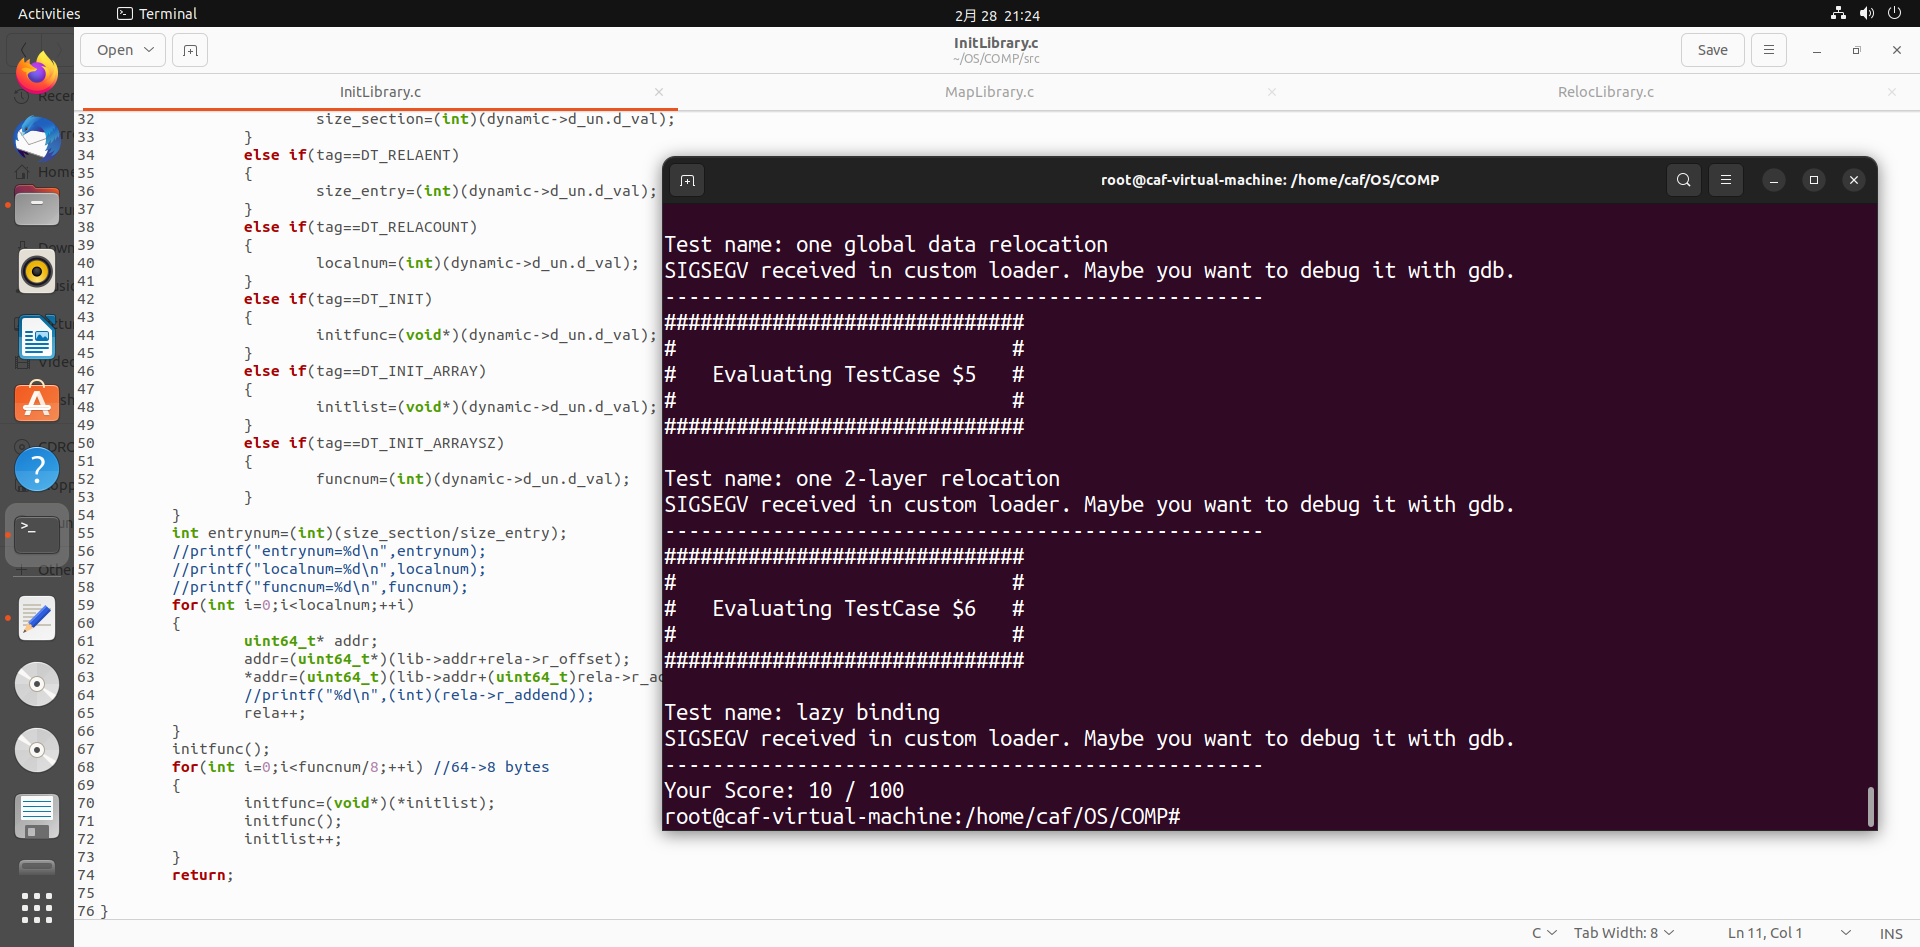 Activities
Terminal
2月 28 21:24
Open
InitLibrary.c
~/OS/COMP/src
Save
InitLibrary.c
MapLibrary.c
RelocLibrary.c
32 size_section=(int)(dynamic->d_un.d_val);
33 }
34 else if(tag==DT_RELAENT)
35 {
36 size_entry=(int)(dynamic->d_un.d_val);
37 }
38 else if(tag==DT_RELACOUNT)
39 {
40 localnum=(int)(dynamic->d_un.d_val);
41 }
42 else if(tag==DT_INIT)
43 {
44 initfunc=(void*)(dynamic->d_un.d_val);
45 }
46 else if(tag==DT_INIT_ARRAY)
47 {
48 initlist=(void*)(dynamic->d_un.d_val);
49 }
50 else if(tag==DT_INIT_ARRAYSZ)
51 {
52 funcnum=(int)(dynamic->d_un.d_val);
53 }
54 }
55 int entrynum=(int)(size_section/size_entry);
56 //printf("entrynum=%d\n",entrynum);
57 //printf("localnum=%d\n",localnum);
58 //printf("funcnum=%d\n",funcnum);
59 for(int i=0;i<localnum;++i)
60 {
61 uint64_t* addr;
62 addr=(uint64_t*)(lib->addr+rela->r_offset);
63 *addr=(uint64_t)(lib->addr+(uint64_t)rela->r_ad
64 //printf("%d\n",(int)(rela->r_addend));
65 rela++;
66 }
67 initfunc();
68 for(int i=0;i<funcnum/8;++i) //64->8 bytes
69 {
70 initfunc=(void*)(*initlist);
71 initfunc();
72 initlist++;
73 }
74 return;
75
76 }
root@caf-virtual-machine: /home/caf/OS/COMP
Test name: one global data relocation
SIGSEGV received in custom loader. Maybe you want to debug it with gdb.
--------------------------------------------------
##############################
# #
# Evaluating TestCase $5 #
# #
##############################
Test name: one 2-layer relocation
SIGSEGV received in custom loader. Maybe you want to debug it with gdb.
--------------------------------------------------
##############################
# #
# Evaluating TestCase $6 #
# #
##############################
Test name: lazy binding
SIGSEGV received in custom loader. Maybe you want to debug it with gdb.
--------------------------------------------------
Your Score: 10 / 100
root@caf-virtual-machine:/home/caf/OS/COMP#
C
Tab Width: 8
Ln 11, Col 1
INS